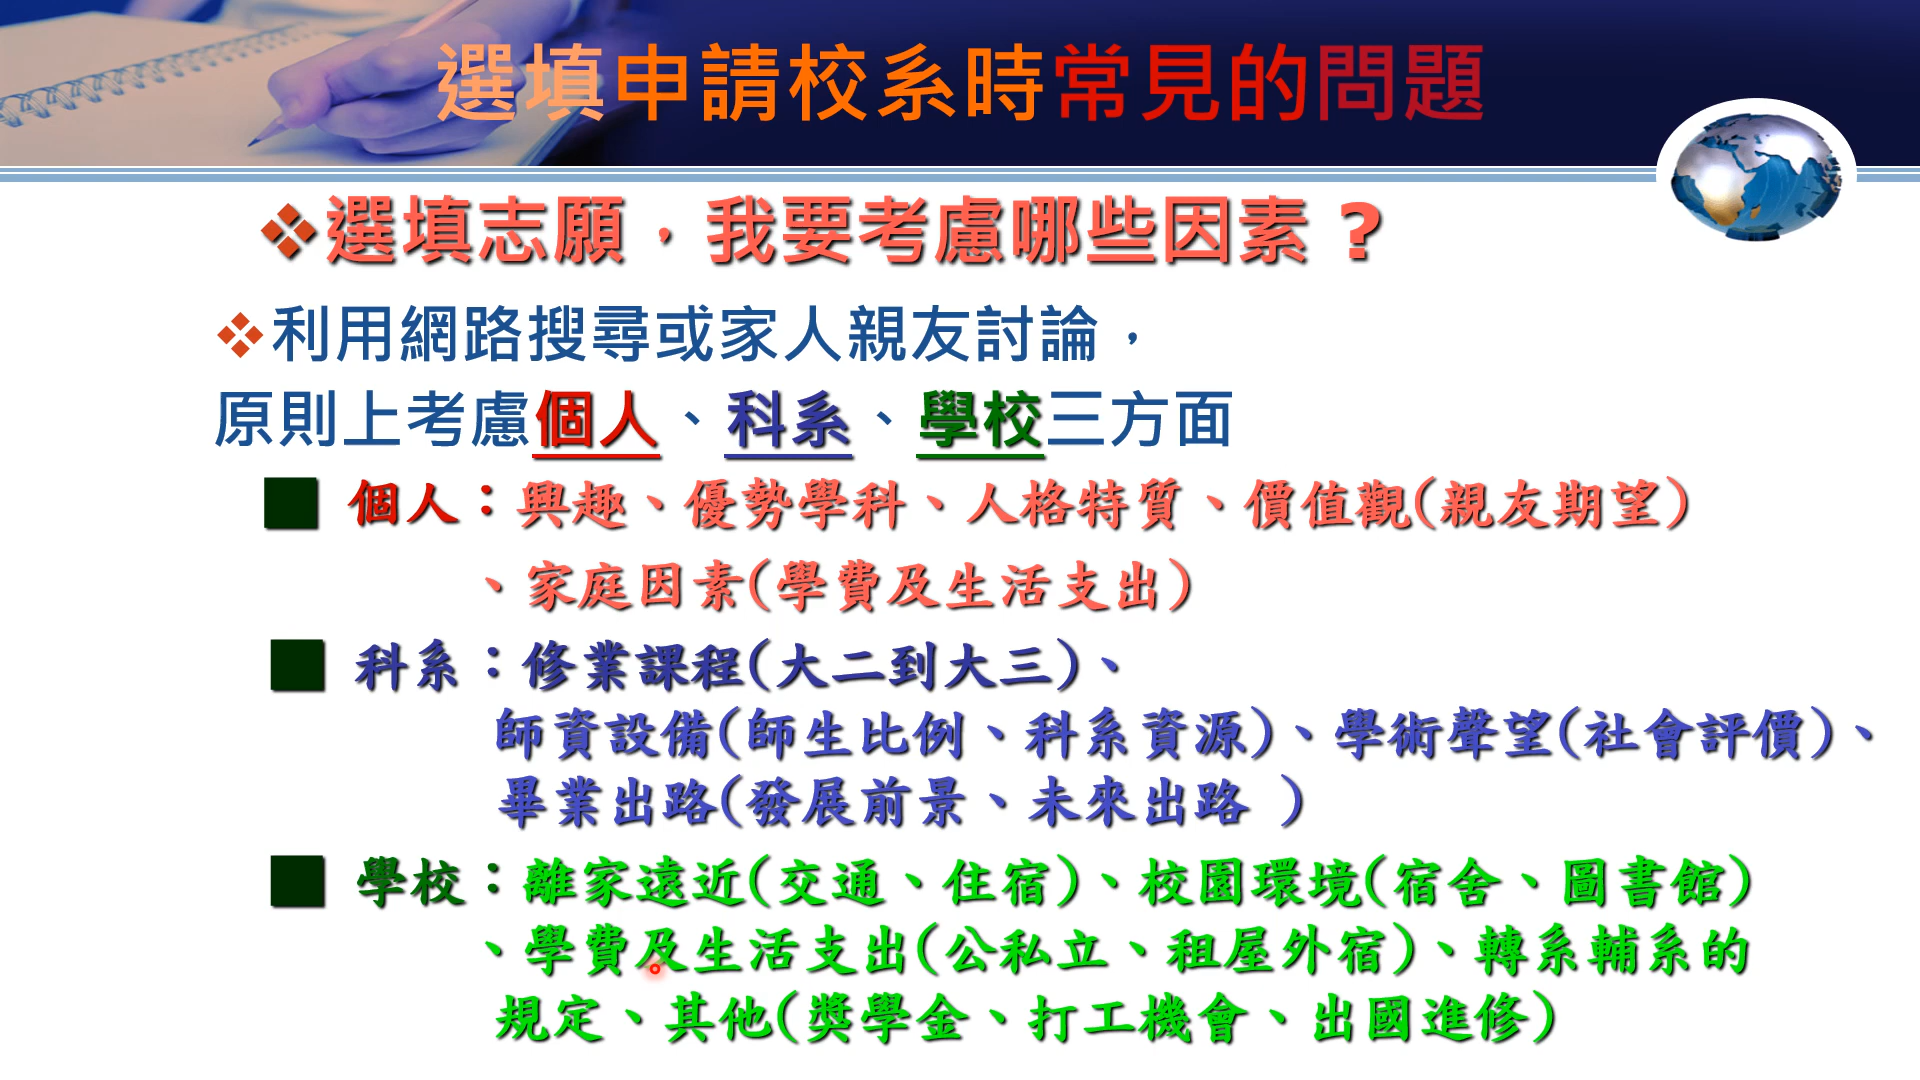 選填申請校系時常見的問題
❖選填志願，我要考慮哪些因素？
❖利用網路搜尋或家人親友討論，
原則上考慮個人、科系、學校三方面
■ 個人：興趣、優勢學科、人格特質、價值觀(親友期望)
、家庭因素(學費及生活支出)
■ 科系：修業課程(大二到大三)、
師資設備(師生比例、科系資源)、學術聲望(社會評價)、
畢業出路(發展前景、未來出路 )
■ 學校：離家遠近(交通、住宿)、校園環境(宿舍、圖書館)
、學費及生活支出(公私立、租屋外宿)、轉系輔系的
規定、其他(獎學金、打工機會、出國進修)